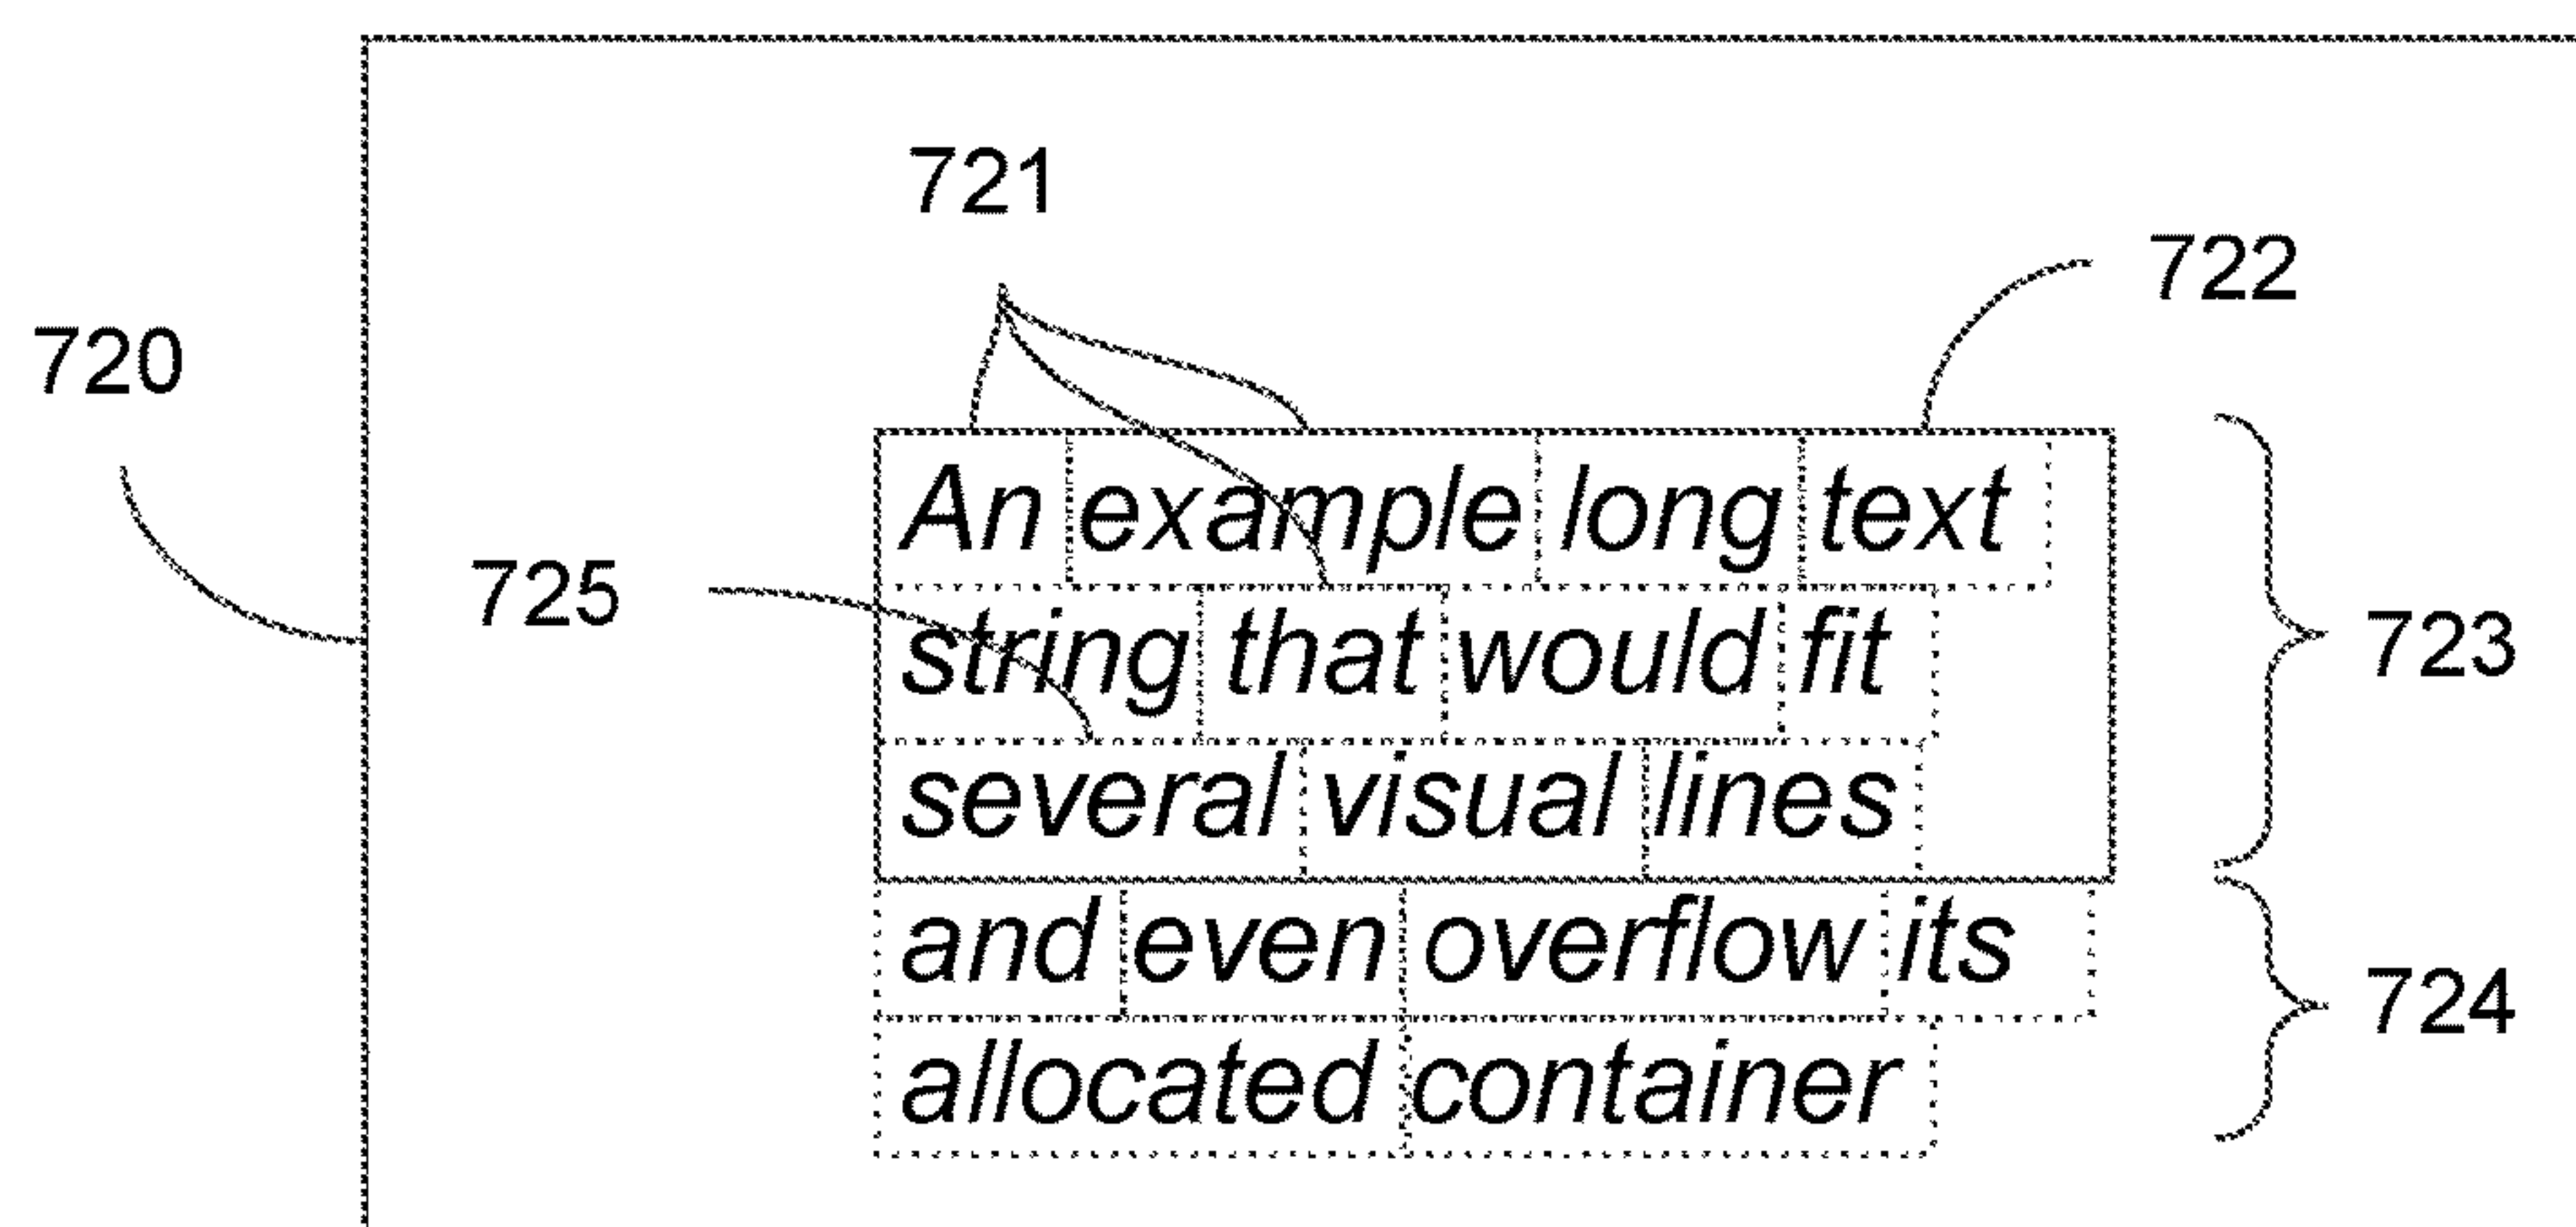 721
722
720
An example long text
725
string that would fit
723
several visual lines
and even overflow its
724
allocated container